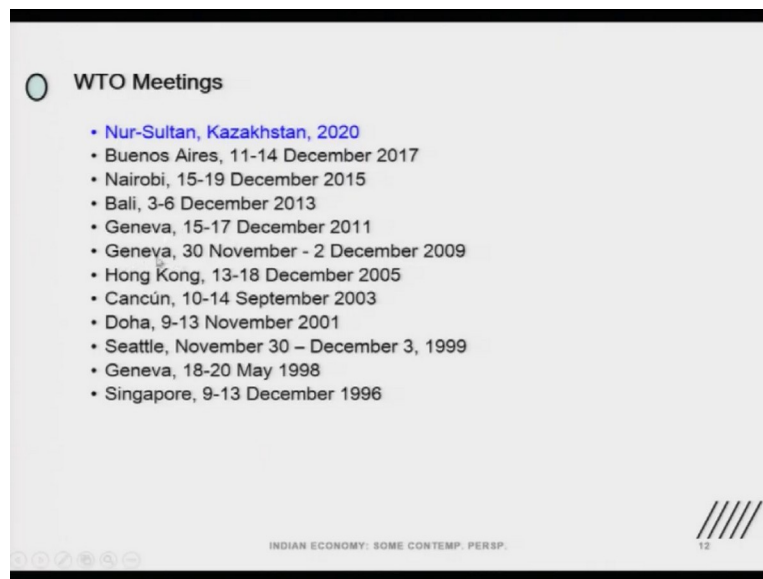 WTO Meetings
• Nur-Sultan, Kazakhstan, 2020
• Buenos Aires, 11-14 December 2017
• Nairobi, 15-19 December 2015
• Bali, 3-6 December 2013
• Geneva, 15-17 December 2011
• Geneva, 30 November - 2 December 2009
• Hong Kong, 13-18 December 2005
• Cancún, 10-14 September 2003
• Doha, 9-13 November 2001
• Seattle, November 30 – December 3, 1999
• Geneva, 18-20 May 1998
• Singapore, 9-13 December 1996
INDIAN ECONOMY: SOME CONTEMP. PERSP.
12